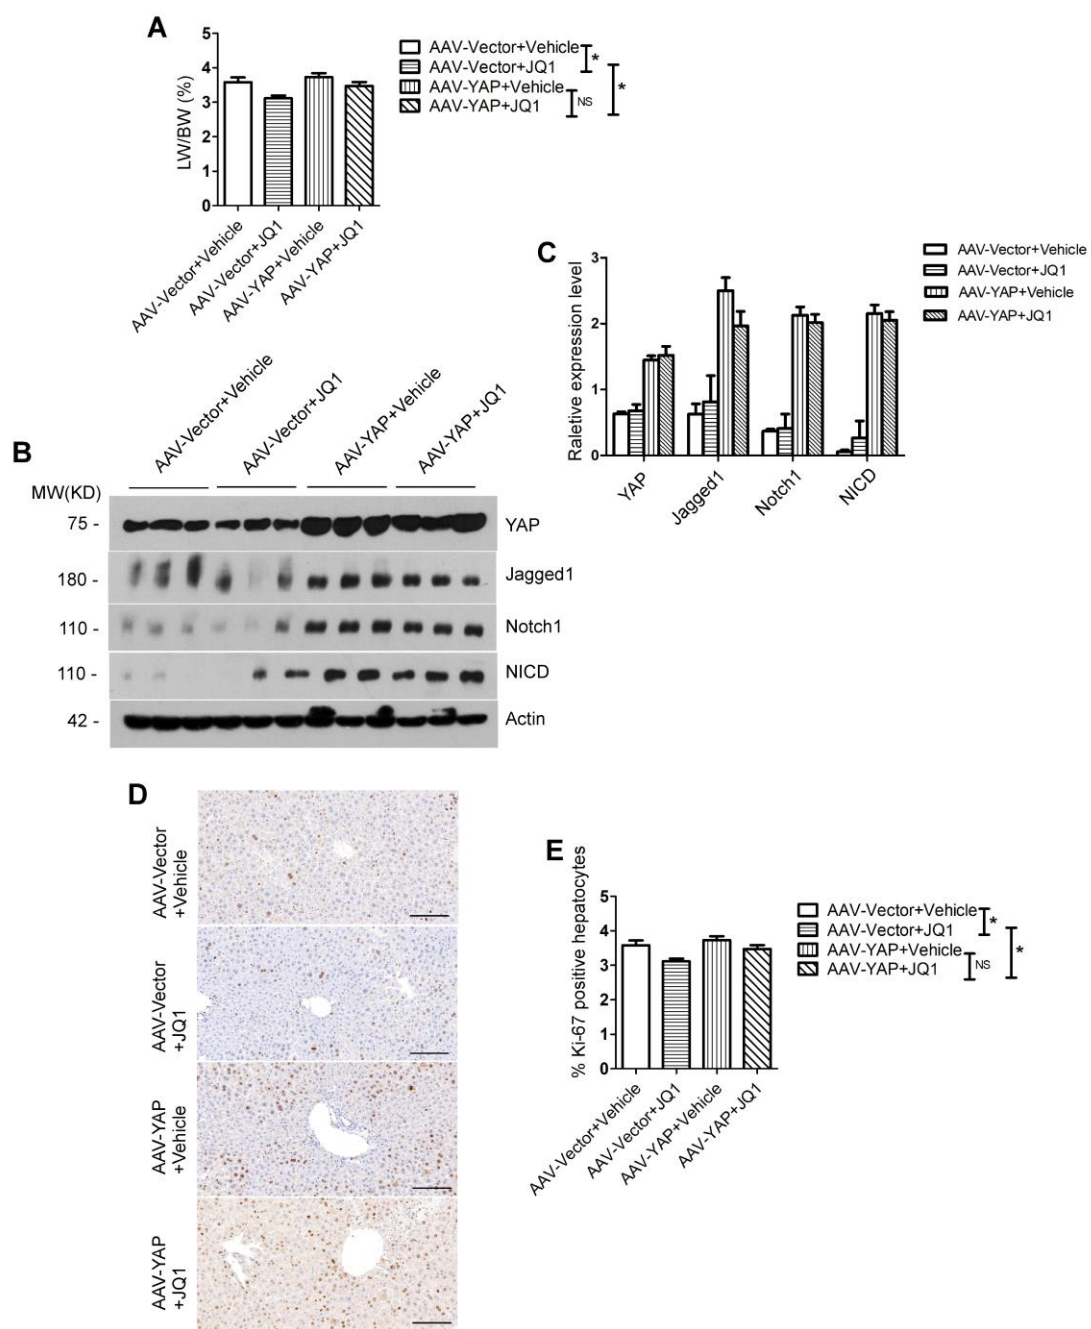 A
LW/BW (%)
5
4
3
2
1
0
AAV-Vector+Vehicle
AAV-Vector+JQ1
AAV-YAP+Vehicle
AAV-YAP+JQ1
AAV-Vector+Vehicle
AAV-Vector+JQ1
AAV-YAP+Vehicle
AAV-YAP+JQ1
*
NS
*
B
AAV-Vector+Vehicle
AAV-Vector+JQ1
AAV-YAP+Vehicle
AAV-YAP+JQ1
MW(KD)
75 - YAP
180 - Jagged1
110 - Notch1
110 - NICD
42 - Actin
C
Raletive expression level
3
2
1
0
YAP
Jagged1
Notch1
NICD
AAV-Vector+Vehicle
AAV-Vector+JQ1
AAV-YAP+Vehicle
AAV-YAP+JQ1
D
AAV-Vector
+Vehicle
AAV-Vector
+JQ1
AAV-YAP
+Vehicle
AAV-YAP
+JQ1
E
% Ki-67 positive hepatocytes
5
4
3
2
1
0
AAV-Vector+Vehicle
AAV-Vector+JQ1
AAV-YAP+Vehicle
AAV-YAP+JQ1
AAV-Vector+Vehicle
AAV-Vector+JQ1
AAV-YAP+Vehicle
AAV-YAP+JQ1
*
NS
*